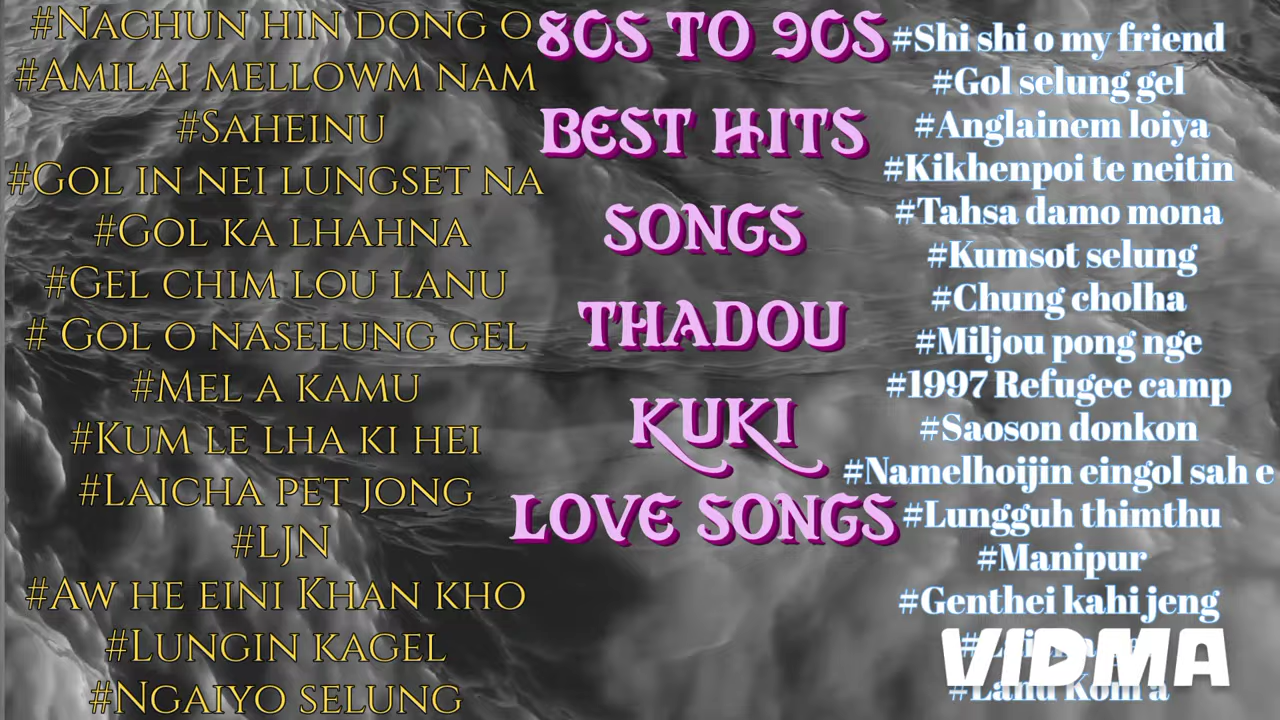 #Nachun hin dong o
#Amilai mellowm nam
#Saheinu
#Gol in nei lungset na
#Gol ka lhahna
#Gel chim lou lanu
# Gol o naselung gel
#Mel a kamu
#Kum le lha ki hei
#Laicha pet jong
#LJN
#Aw he eini Khan kho
#Lungin kagel
#Ngaiyo selung
80s to 90s
Best Hits
Songs
Thadou
Kuki
Love Songs
#Shi shi o my friend
#Gol selung gel
#Anglainem loiya
#Kikhenpoi te neitin
#Tahsa damo mona
#Kumsot selung
#Chung cholha
#Miljou pong nge
#1997 Refugee camp
#Saoson donkon
#Namelhoijin eingol sah e
#Lungguh thimthu
#Manipur
#Genthei kahi jeng
#Lanu a
VIDMA